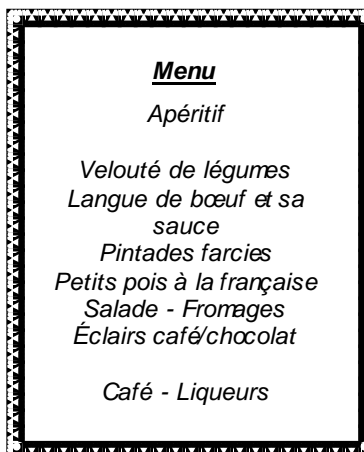 Menu
Apéritif
Velouté de légumes
Langue de bœuf et sa
sauce
Pintades farcies
Petits pois à la française
Salade - Fromages
Éclairs café/chocolat
Café - Liqueurs